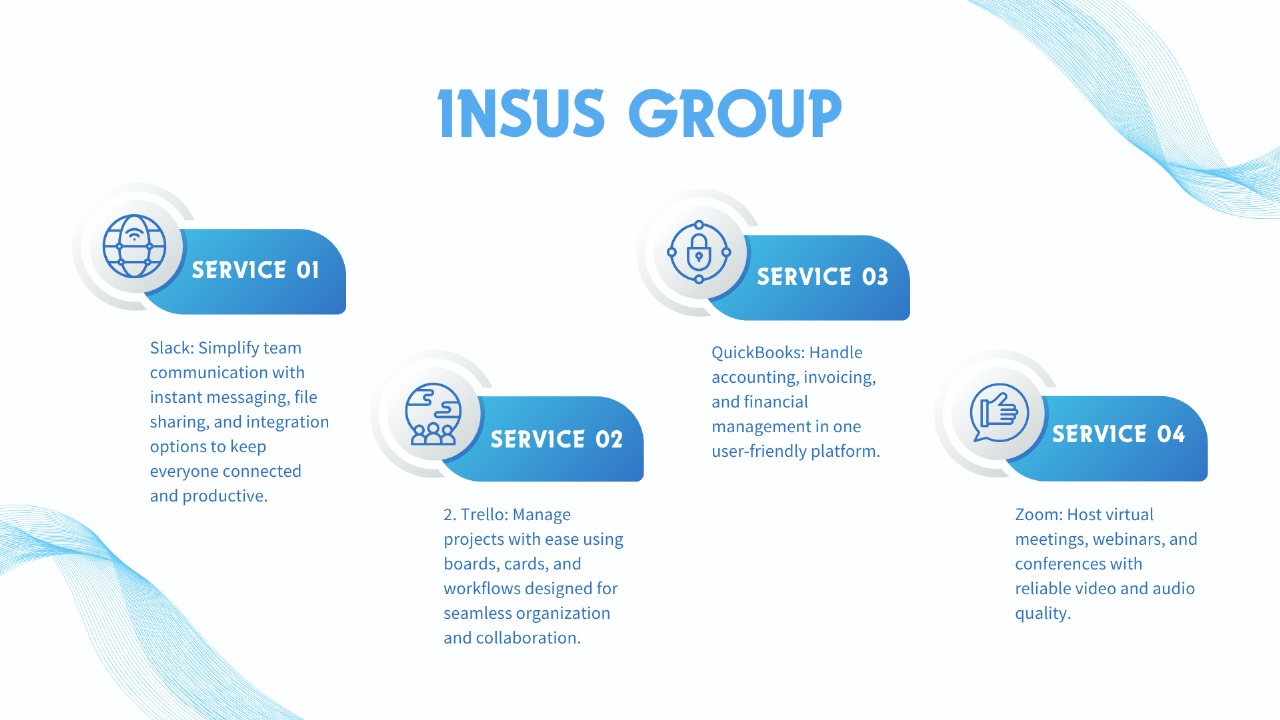 INSUS GROUP
SERVICE 01
Slack: Simplify team
communication with
instant messaging, file
sharing, and integration
options to keep
everyone connected
and productive.
SERVICE 02
2. Trello: Manage
projects with ease using
boards, cards, and
workflows designed for
seamless organization
and collaboration.
SERVICE 03
QuickBooks: Handle
accounting, invoicing,
and financial
management in one
user-friendly platform.
SERVICE 04
Zoom: Host virtual
meetings, webinars, and
conferences with
reliable video and audio
quality.